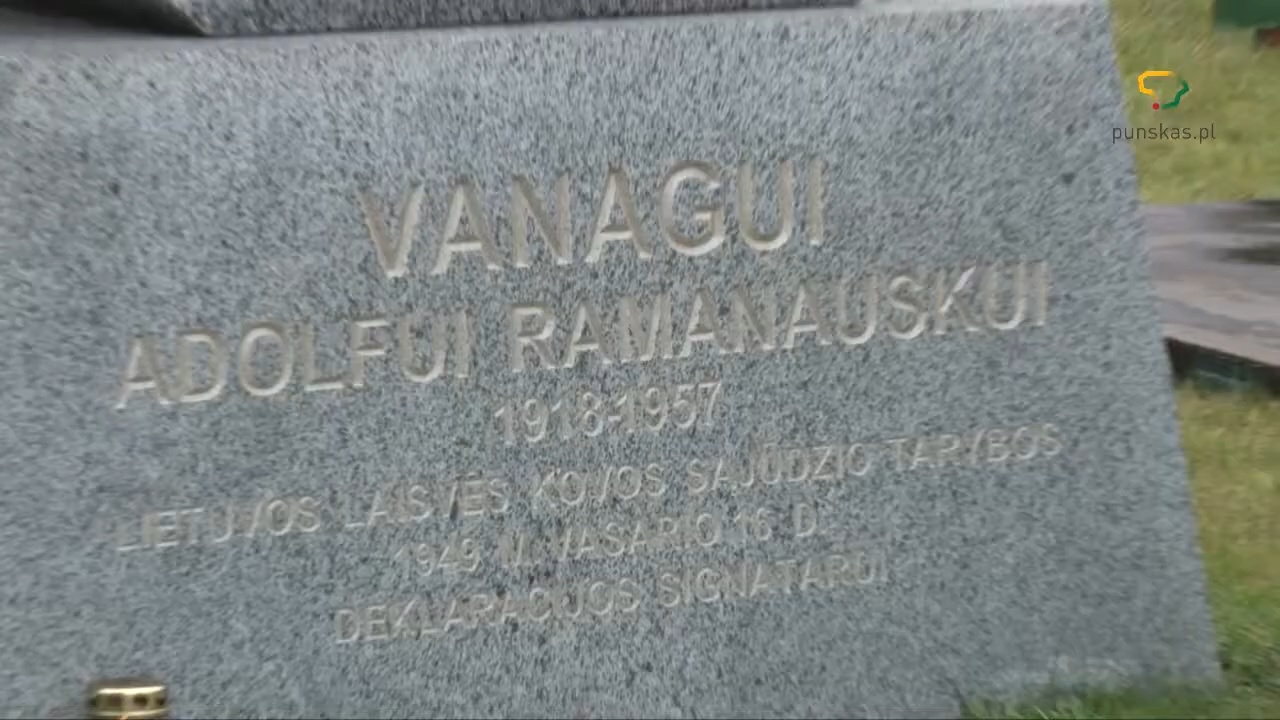 punskas.pl
VANAGUI
ADOLFUI RAMANAUSKUI
1918-1957
LIETUVOS LAISVĖS KOVOS SĄJŪDŽIO TARYBOS
1949 M. VASARIO 16 D.
DEKLARACIJOS SIGNATARUI